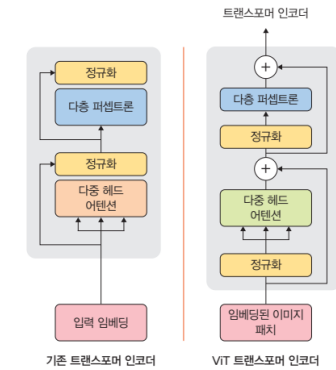 트랜스포머 인코더
정규화
다층 퍼셉트론
정규화
다중 헤드
어텐션
입력 임베딩
기존 트랜스포머 인코더
+
다층 퍼셉트론
정규화
+
다중 헤드
어텐션
정규화
임베딩된 이미지
패치
ViT 트랜스포머 인코더